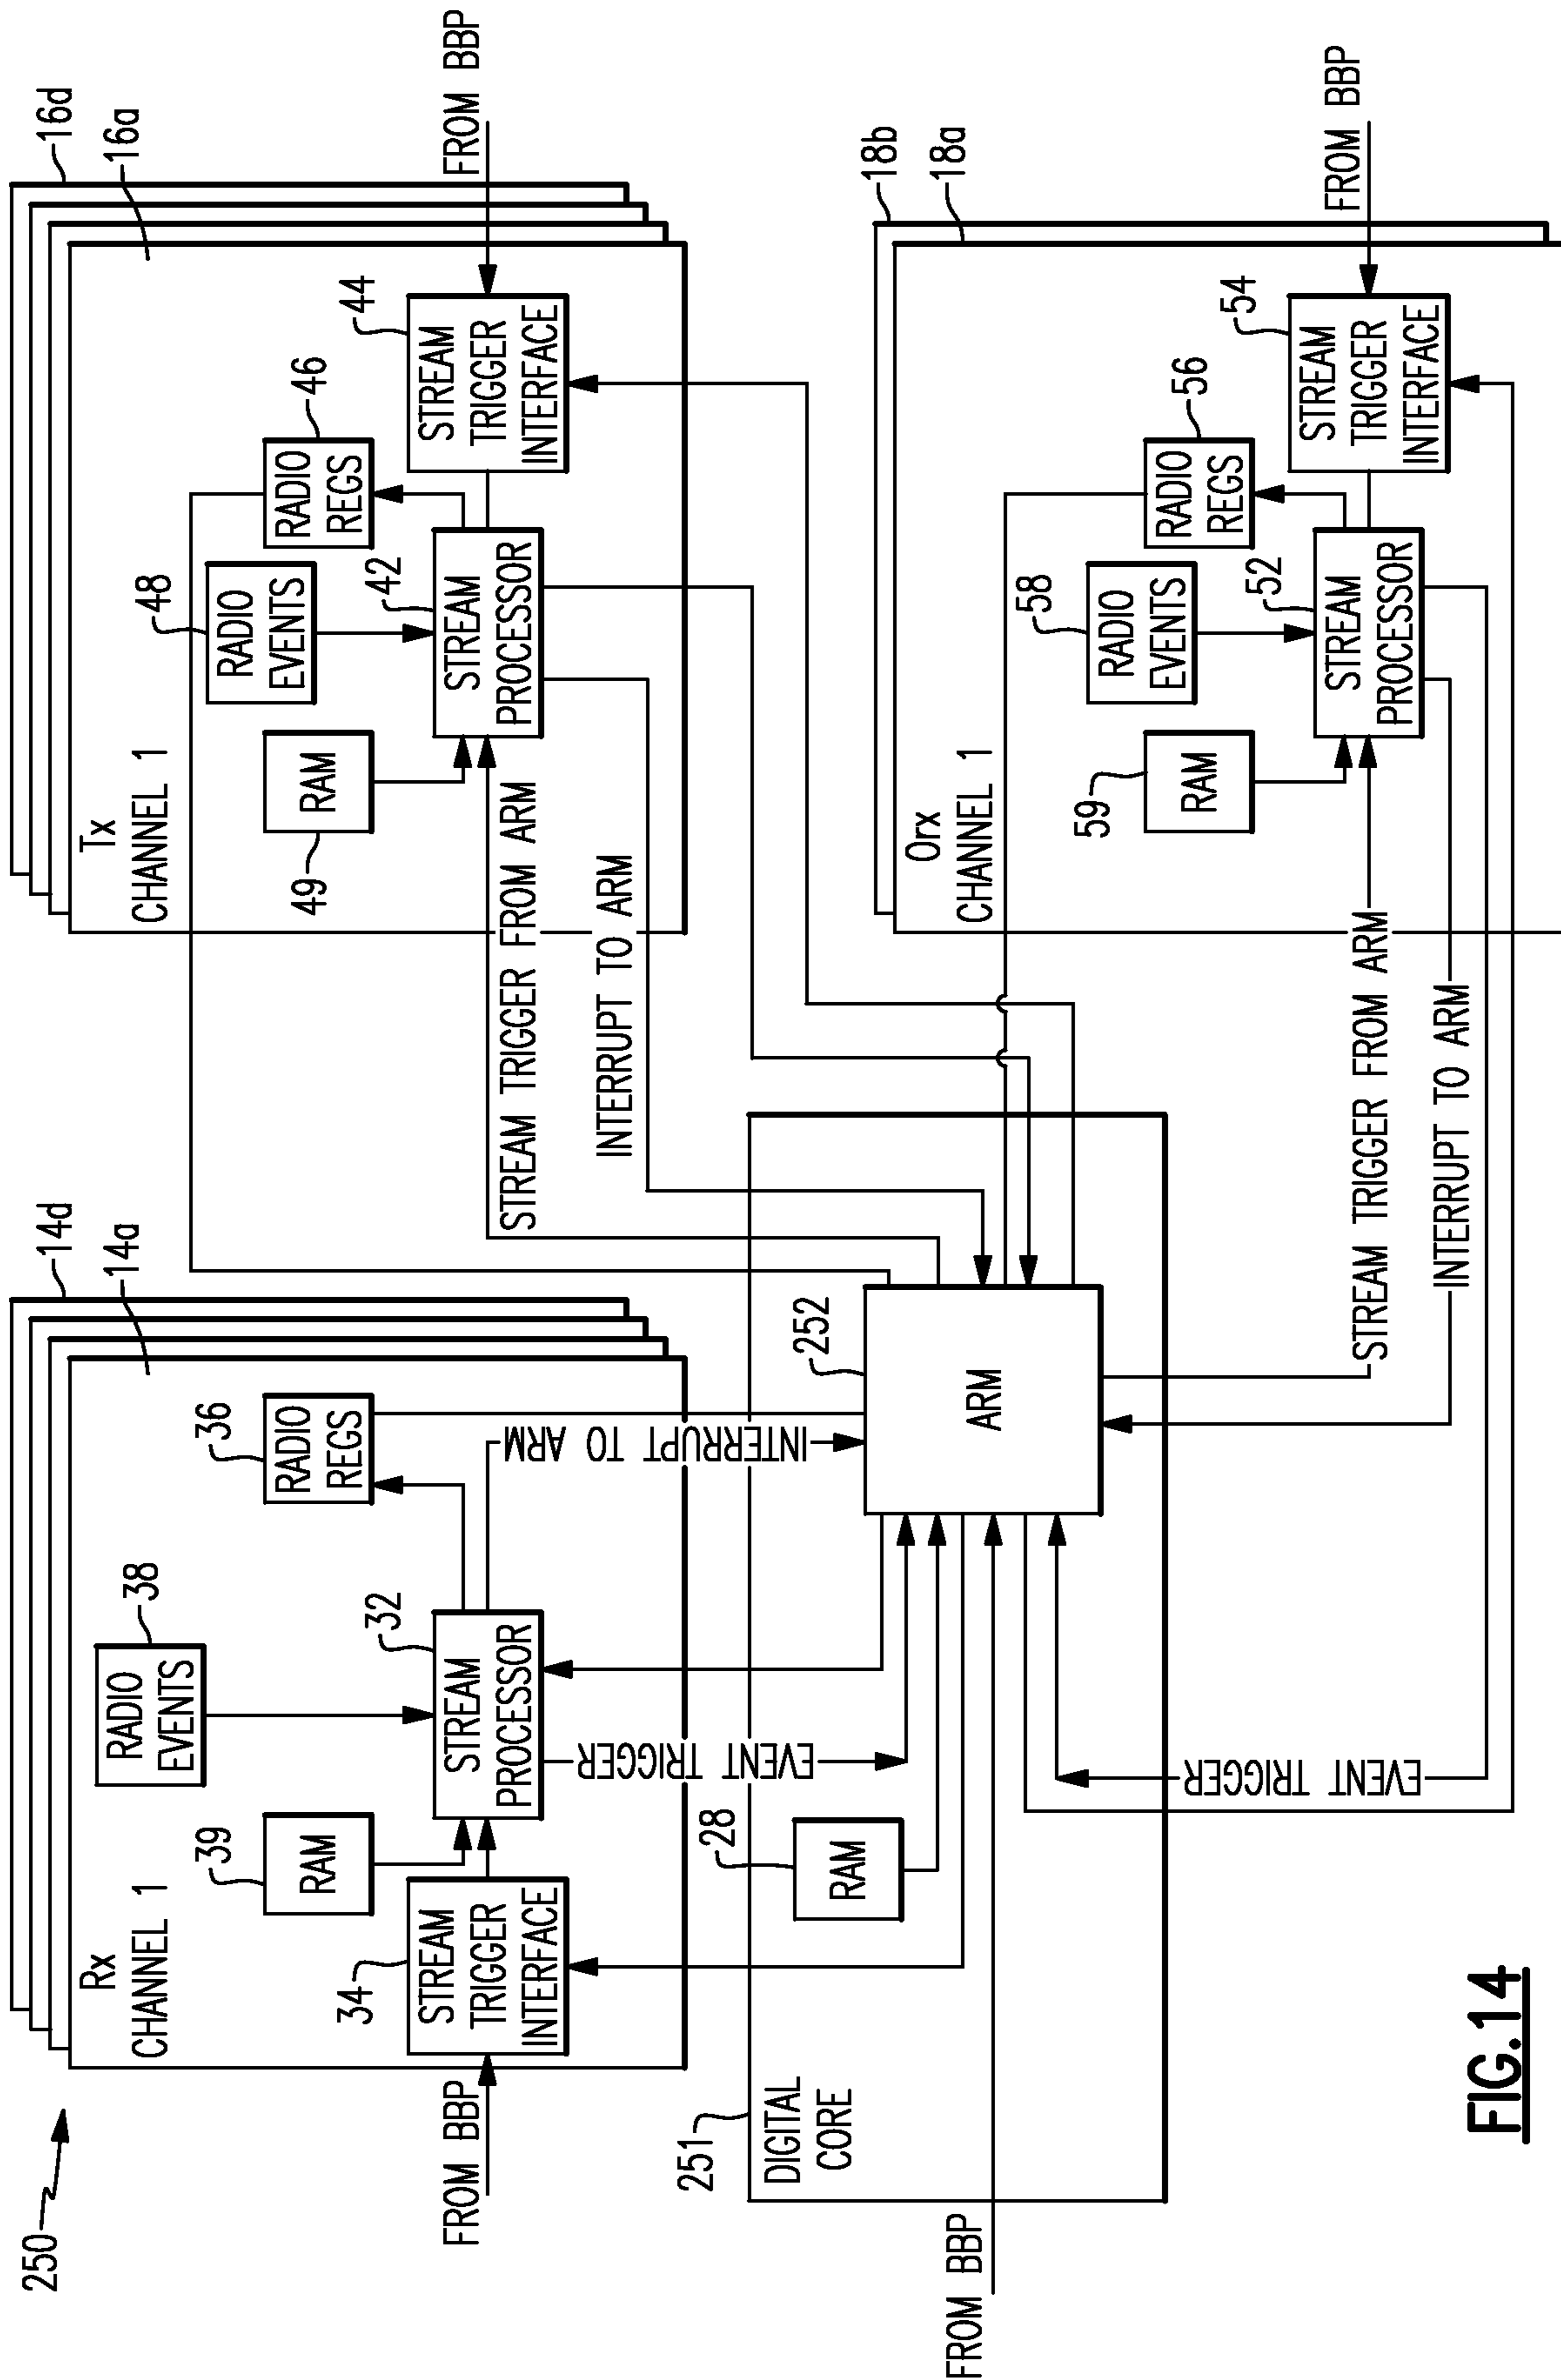 250
Rx
CHANNEL 1
14d
14a
RADIO
EVENTS
38
RADIO
REGS
36
RAM
39
STREAM
PROCESSOR
32
STREAM
TRIGGER
INTERFACE
34
FROM BBP
INTERRUPT TO ARM
EVENT TRIGGER
Tx
CHANNEL 1
16d
16a
RADIO
EVENTS
48
RADIO
REGS
46
RAM
49
STREAM
PROCESSOR
42
STREAM
TRIGGER
INTERFACE
44
FROM BBP
STREAM TRIGGER FROM ARM
INTERRUPT TO ARM
251
DIGITAL
CORE
RAM
28
ARM
252
FROM BBP
EVENT TRIGGER
Orx
CHANNEL 1
18b
18a
RADIO
EVENTS
58
RADIO
REGS
56
RAM
59
STREAM
PROCESSOR
52
STREAM
TRIGGER
INTERFACE
54
FROM BBP
STREAM TRIGGER FROM ARM
INTERRUPT TO ARM
FIG.14